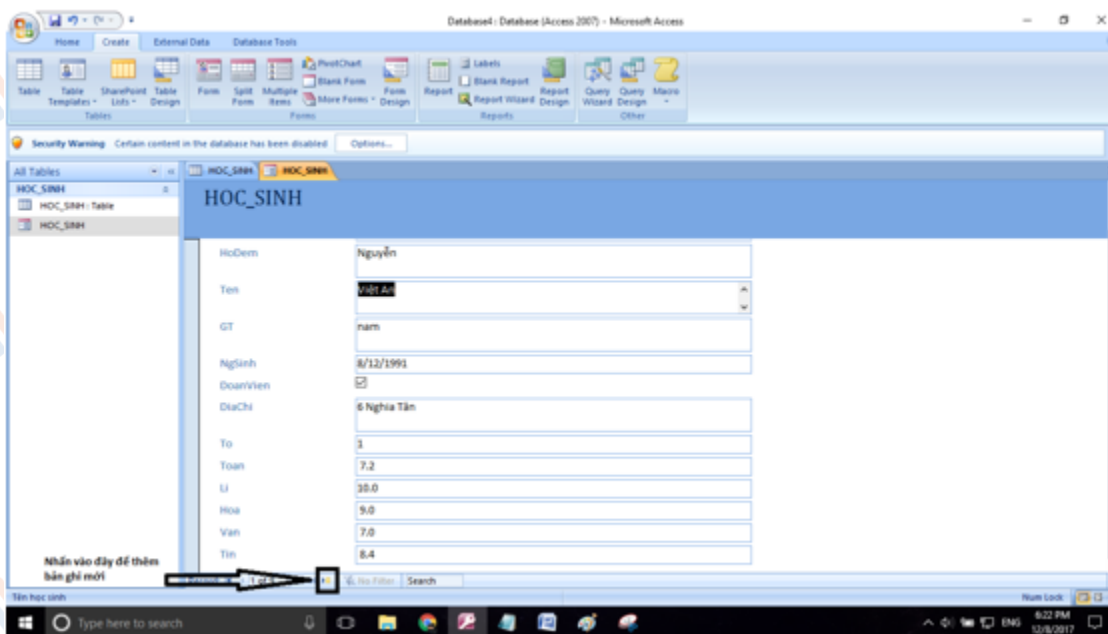 Database4 : Database (Access 2007) - Microsoft Access
Home Create External Data Database Tools
Table
Table Templates
SharePoint Lists
Table Design
Tables
Form
Split Form
Multiple Items
PivotChart
Blank Form
More Forms
Form Design
Forms
Report
Labels
Blank Report
Report Wizard
Report Design
Reports
Query Wizard
Query Design
Macro
Other
Security Warning Certain content in the database has been disabled Options...
All Tables
HOC_SINH
HOC_SINH : Table
HOC_SINH
HOC_SINH HOC_SINH
HOC_SINH
HoDem Nguyễn
Ten Việt An
GT nam
NgSinh 8/12/1991
DoanVien
DiaChi 6 Nghia Tân
To 1
Toan 7.2
Li 10.0
Hoa 9.0
Van 7.0
Tin 8.4
Nhấn vào đây để thêm
bản ghi mới
No Filter Search
Tên học sinh Num Lock
Type here to search ENG 6:22 PM
12/8/2017